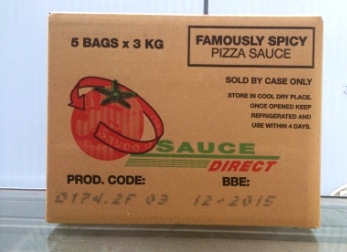 5 BAGS x 3 KG
FAMOUSLY SPICY
PIZZA SAUCE
SOLD BY CASE ONLY
STORE IN COOL DRY PLACE.
ONCE OPENED KEEP
REFRIGERATED AND
USE WITHIN 4 DAYS.
SAUCE
DIRECT
PROD. CODE:
BBE:
D174.2F 03
12-2015